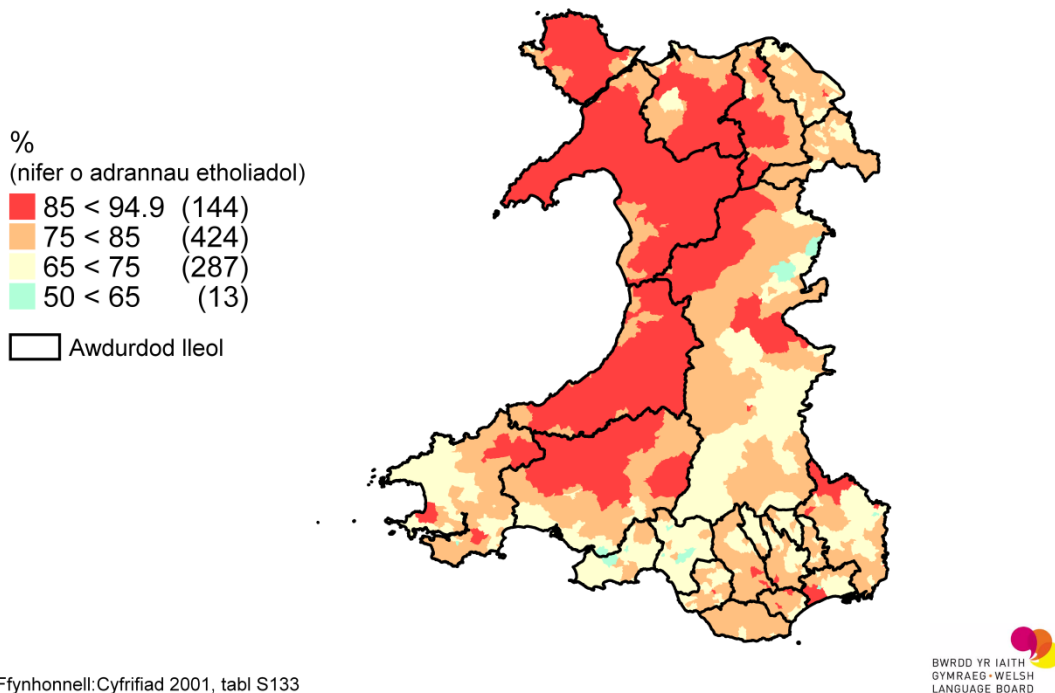 %
(nifer o adrannau etholiadol)
85 < 94.9 (144)
75 < 85 (424)
65 < 75 (287)
50 < 65 (13)
Awdurdod lleol
Ffynhonnell:Cyfrifiad 2001, tabl S133
BWRDD YR IAITH
GYMRAEG • WELSH
LANGUAGE BOARD